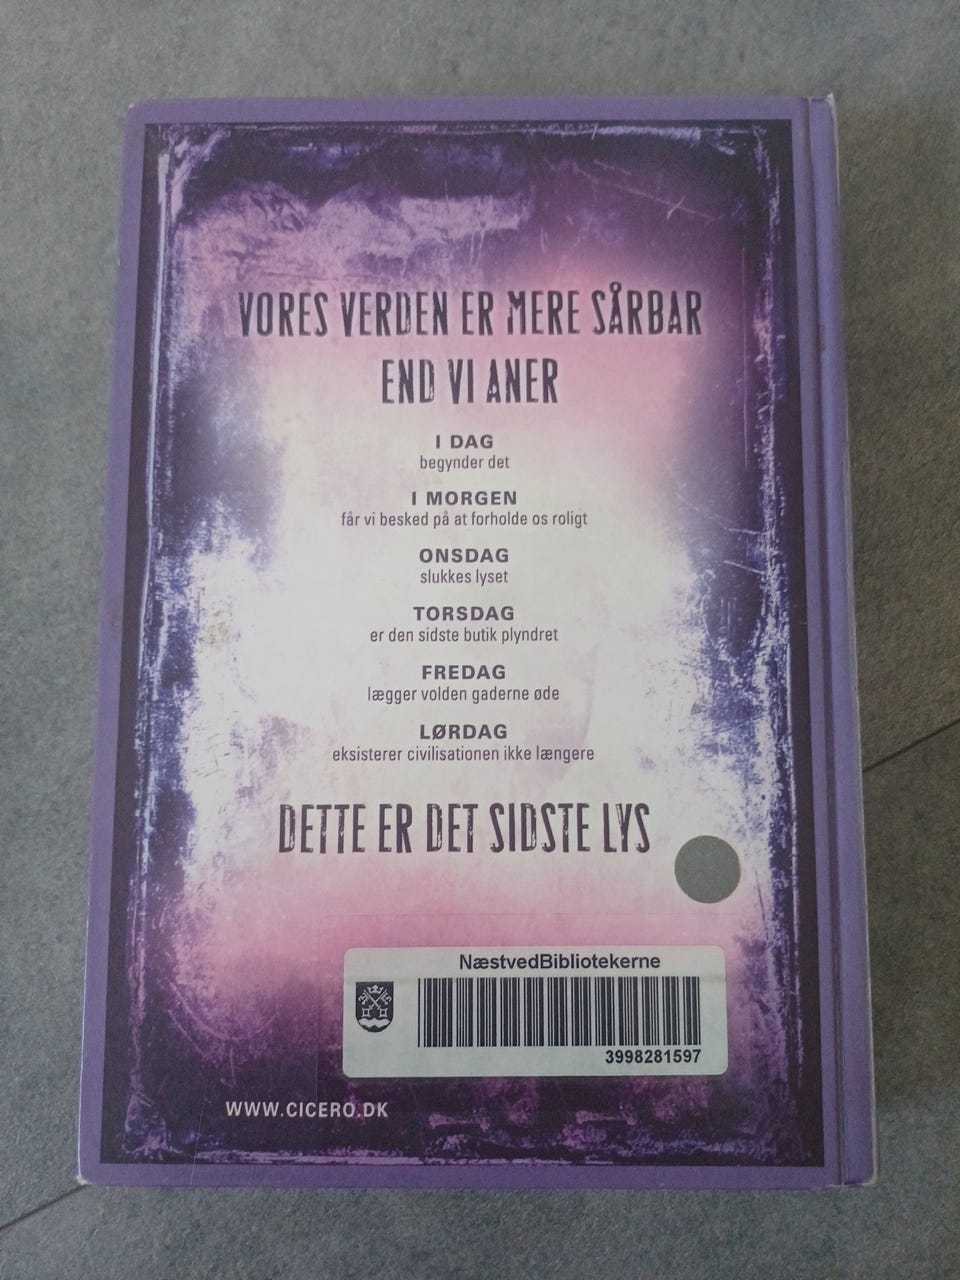 VORES VERDEN ER MERE SÅRBAR
END VI ANER
I DAG
begynder det
I MORGEN
får vi besked på at forholde os roligt
ONSDAG
slukkes lyset
TORSDAG
er den sidste butik plyndret
FREDAG
lægger volden gaderne øde
LØRDAG
eksisterer civilisationen ikke længere
DETTE ER DET SIDSTE LYS
NæstvedBibliotekerne
3998281597
WWW.CICERO.DK